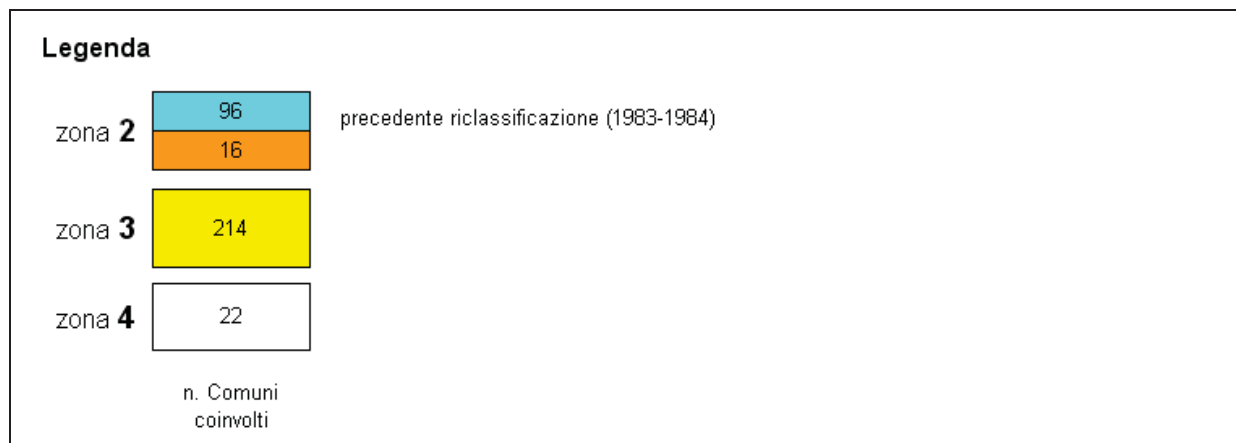 Legenda
zona 2
96
precedente riclassificazione (1983-1984)
16
zona 3
214
zona 4
22
n. Comuni
coinvolti